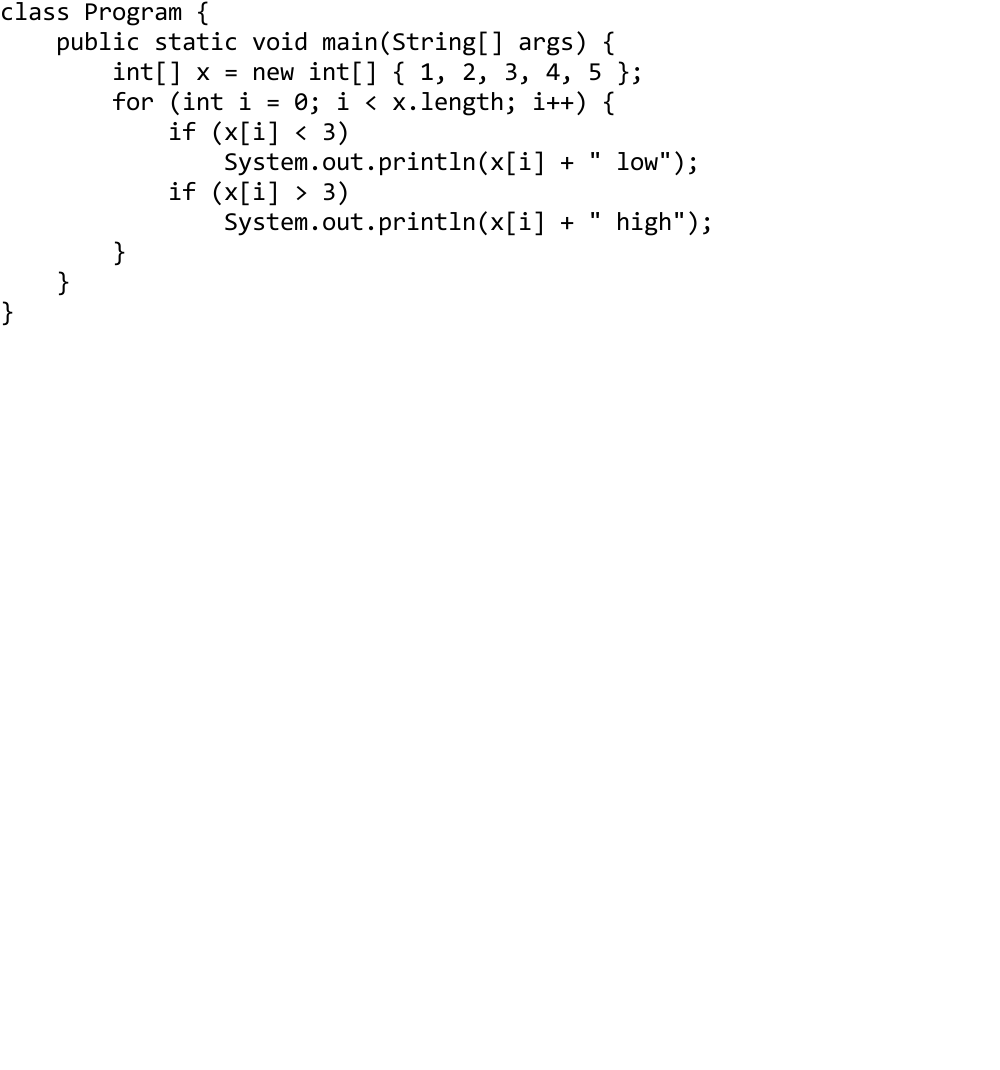 class Program {
    public static void main(String[] args) {
        int[] x = new int[] { 1, 2, 3, 4, 5 };
        for (int i = 0; i < x.length; i++) {
            if (x[i] < 3)
                System.out.println(x[i] + " low");
            if (x[i] > 3)
                System.out.println(x[i] + " high");
        }
    }
}